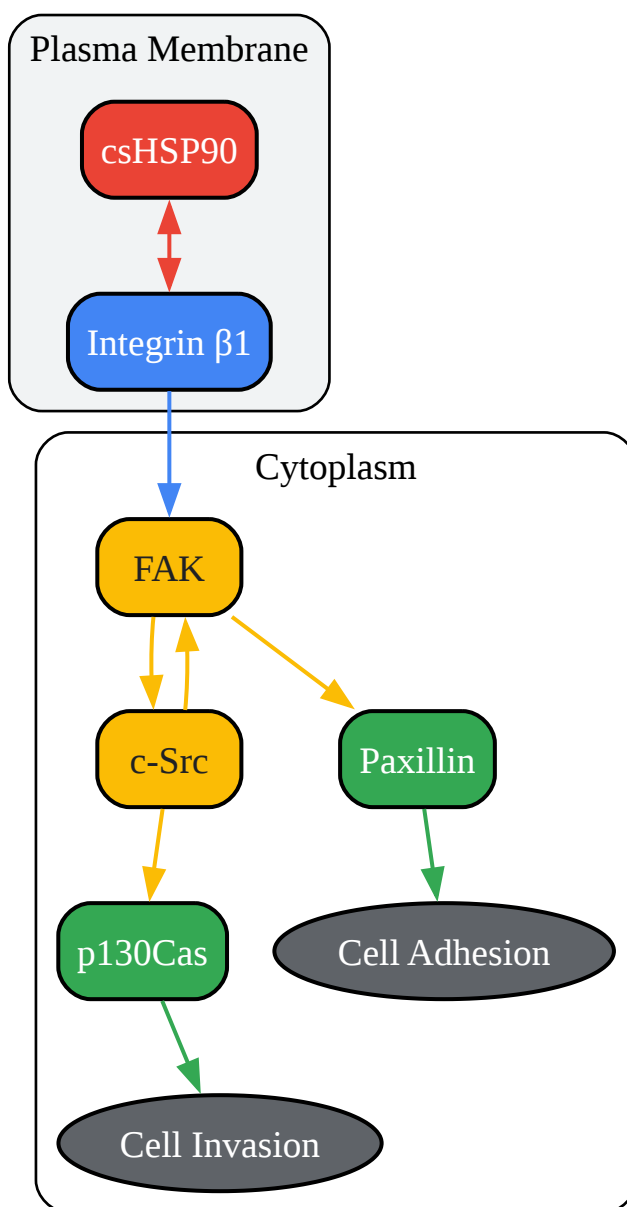 Plasma Membrane
csHSP90
Integrin β1
Cytoplasm
FAK
c-Src
Paxillin
p130Cas
Cell Adhesion
Cell Invasion